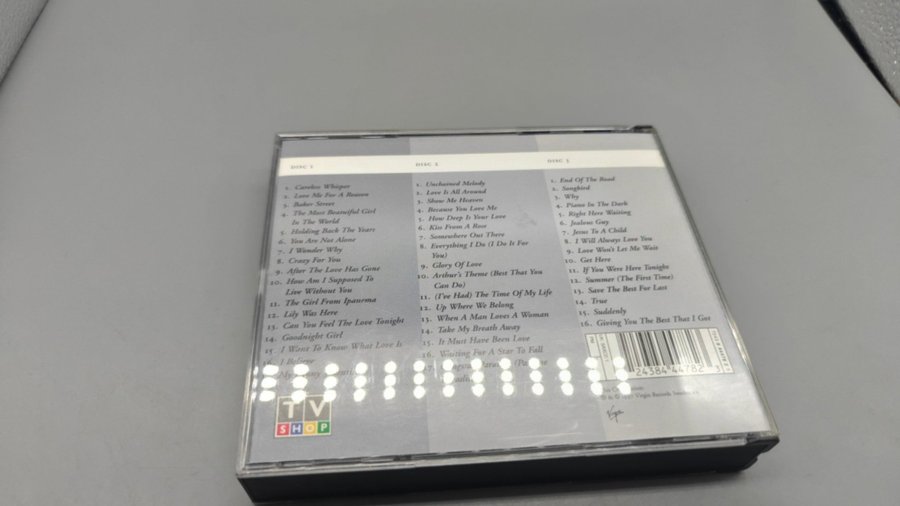 DISC 1
1. Careless Whisper
2. Love Me For A Reason
3. Baker Street
4. The Most Beautiful Girl
In The World
5. Holding Back The Years
6. You Are Not Alone
7. I Wonder Why
8. Crazy For You
9. After The Love Has Gone
10. How Am I Supposed To
Live Without You
11. The Girl From Ipanema
12. Lily Was Here
13. Can You Feel The Love Tonight
14. Goodnight Girl
15. I Want To Know What Love Is
16. I Believe
My
TV
SHOP
DISC 2
1. Unchained Melody
2. Love Is All Around
3. Show Me Heaven
4. Because You Love Me
5. How Deep Is Your Love
6. Kiss From A Rose
7. Somewhere Out There
8. Everything I Do (I Do It For
You)
9. Glory Of Love
10. Arthur's Theme (Best That You
Can Do)
11. (I've Had) The Time Of My Life
12. Up Where We Belong
13. When A Man Loves A Woman
14. Take My Breath Away
15. It Must Have Been Love
16. Waiting For A Star To Fall
DISC 3
1. End Of The Road
2. Songbird
3. Why
4. Piano In The Dark
5. Right Here Waiting
6. Jealous Guy
7. Jesus To A Child
8. I Will Always Love You
9. Love Won't Let Me Wait
10. Get Here
11. If You Were Here Tonight
12. Summer (The First Time)
13. Save The Best For Last
14. True
15. Suddenly
16. Giving You The Best That I Got
24384 44782 3
Virgin